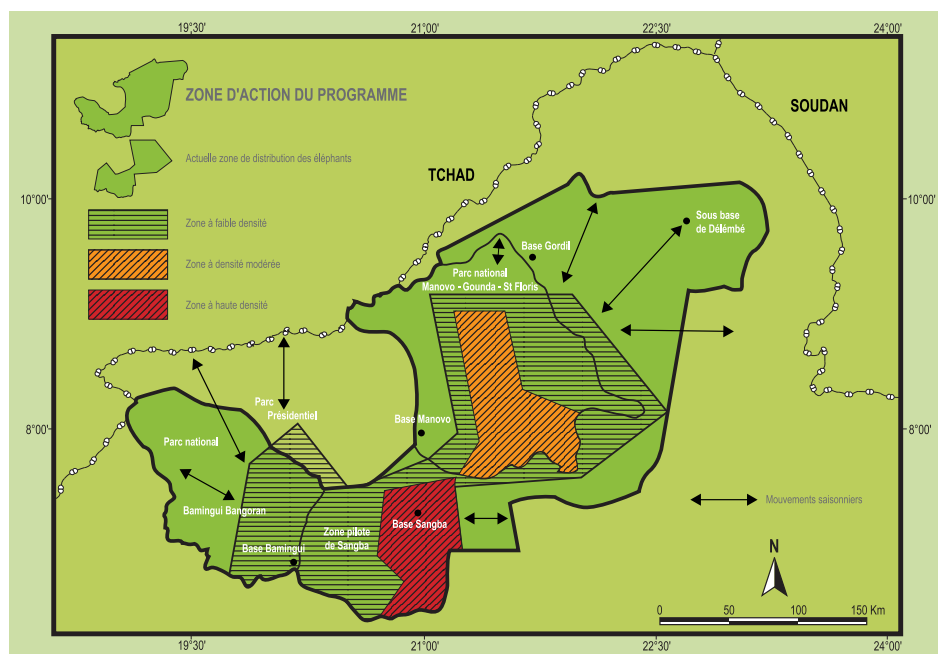 19°30'
21°00'
22°30'
24°00'
ZONE D'ACTION DU PROGRAMME
SOUDAN
Actuelle zone de distribution des éléphants
TCHAD
10°00'
10°00'
Zone à faible densité
Sous base
de Délémbé
Base Gordil
Zone à densité modérée
Parc national
Manovo - Gounda - St Floris
Zone à haute densité
Parc
Présidentiel
8°00'
8°00'
Base Manovo
Parc national
Mouvements saisonniers
Bamingui Bangoran
Base Sangba
Zone pilote
de Sangba
Base Bamingui
N
0 50 100 150 Km
19°30'
21°00'
22°30'
24°00'